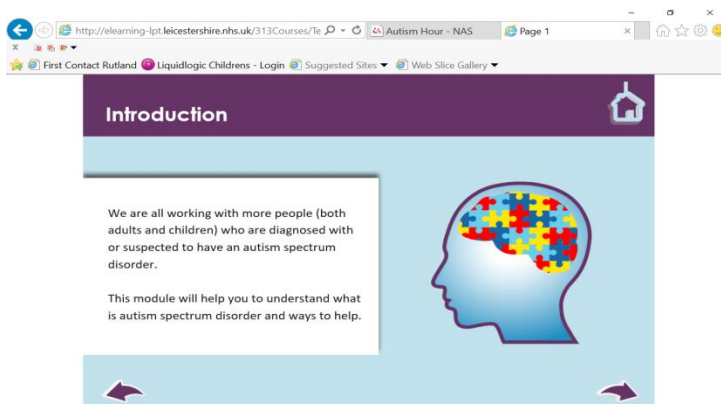 http://elearning-lpt.leicestershire.nhs.uk/313Courses/Te
Autism Hour - NAS
Page 1
First Contact Rutland
Liquidlogic Childrens - Login
Suggested Sites
Web Slice Gallery
Introduction
We are all working with more people (both
adults and children) who are diagnosed with
or suspected to have an autism spectrum
disorder.
This module will help you to understand what
is autism spectrum disorder and ways to help.